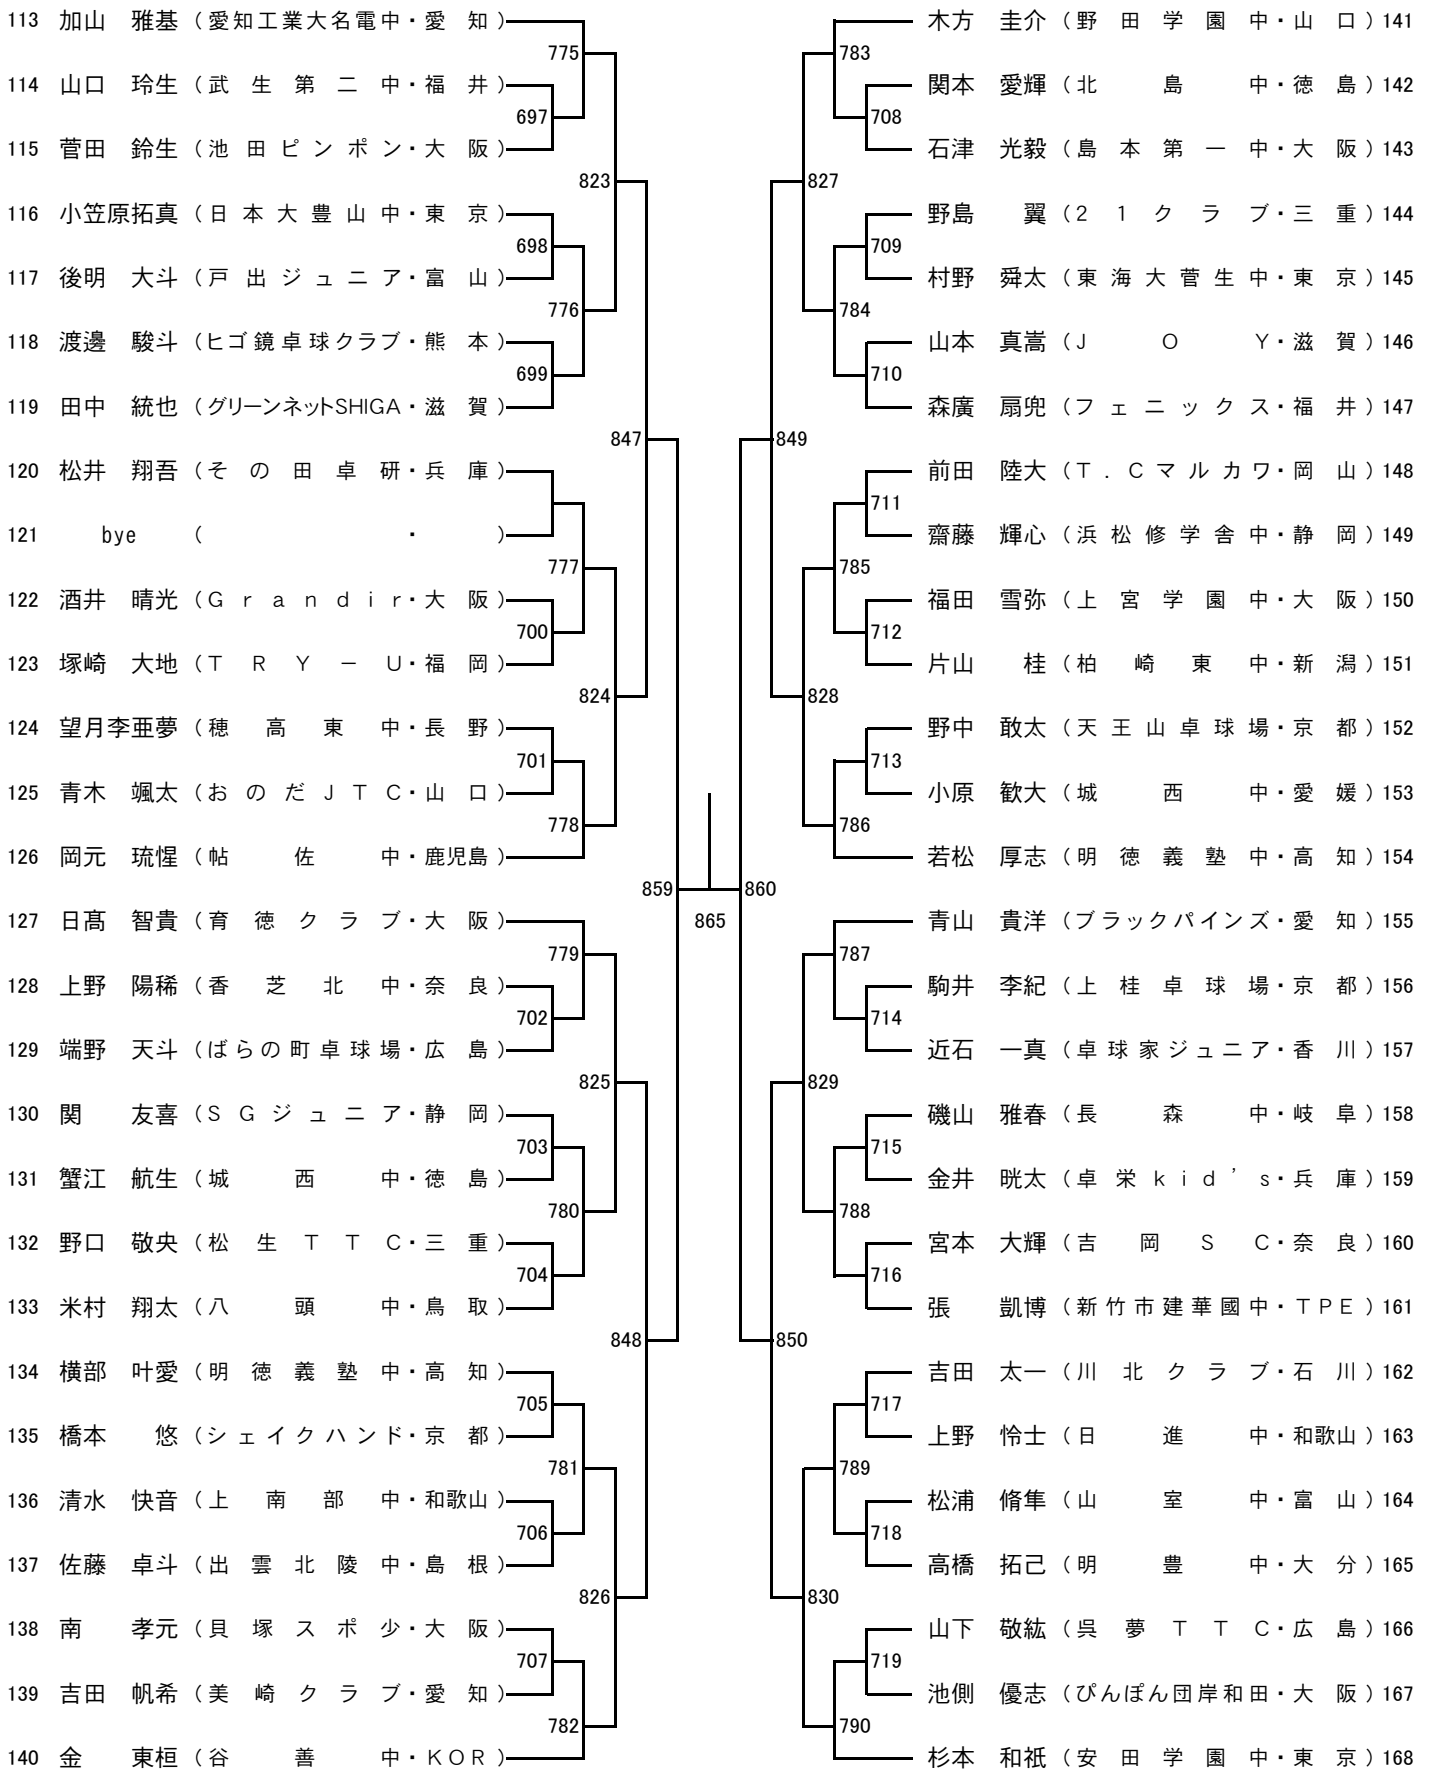 113 加山 雅基 (愛知工業大名電中・愛 知)
775
114 山口 玲生 (武生第二中・福 井)
697
115 菅田 鈴生 (池田ピンポン・大 阪)
823
116 小笠原拓真 (日本大豊山中・東 京)
698
117 後明 大斗 (戸出ジュニア・富 山)
776
118 渡邊 駿斗 (ヒゴ鏡卓球クラブ・熊 本)
699
119 田中 統也 (グリーンネットSHIGA・滋 賀)
847
120 松井 翔吾 (その田卓研・兵 庫)
121 bye ( ・ )
777
122 酒井 晴光 (Grandir・大 阪)
700
123 塚崎 大地 (TRY－U・福 岡)
824
124 望月李亜夢 (穂高東中・長 野)
701
125 青木 颯太 (おのだJTC・山 口)
778
126 岡元 琉惺 (帖佐中・鹿児島)
859
127 日髙 智貴 (育徳クラブ・大 阪)
779
128 上野 陽稀 (香芝北中・奈 良)
702
129 端野 天斗 (ばらの町卓球場・広 島)
825
130 関 友喜 (SGジュニア・静 岡)
703
131 蟹江 航生 (城西中・徳 島)
780
132 野口 敬央 (松生TTC・三 重)
704
133 米村 翔太 (八頭中・鳥 取)
848
134 横部 叶愛 (明徳義塾中・高 知)
705
135 橋本 悠 (シェイクハンド・京 都)
781
136 清水 快音 (上南部中・和歌山)
706
137 佐藤 卓斗 (出雲北陵中・島 根)
826
138 南 孝元 (貝塚スポ少・大 阪)
707
139 吉田 帆希 (美崎クラブ・愛 知)
782
140 金 東桓 (谷善中・KOR)
865
木方 圭介 (野田学園中・山 口) 141
783
関本 愛輝 (北島中・徳 島) 142
708
石津 光毅 (島本第一中・大 阪) 143
827
野島 翼 (21クラブ・三 重) 144
709
村野 舜太 (東海大菅生中・東 京) 145
784
山本 真嵩 (JOY・滋 賀) 146
710
森廣 扇兜 (フェニックス・福 井) 147
849
前田 陸大 (T.Cマルカワ・岡 山) 148
711
齋藤 輝心 (浜松修学舎中・静 岡) 149
785
福田 雪弥 (上宮学園中・大 阪) 150
712
片山 桂 (柏崎東中・新 潟) 151
828
野中 敢太 (天王山卓球場・京 都) 152
713
小原 歓大 (城西中・愛 媛) 153
786
若松 厚志 (明徳義塾中・高 知) 154
860
青山 貴洋 (ブラックパインズ・愛 知) 155
787
駒井 李紀 (上桂卓球場・京 都) 156
714
近石 一真 (卓球家ジュニア・香 川) 157
829
磯山 雅春 (長森中・岐 阜) 158
715
金井 晄太 (卓栄kid's・兵 庫) 159
788
宮本 大輝 (吉岡SC・奈 良) 160
716
張 凱博 (新竹市建華國中・TPE) 161
850
吉田 太一 (川北クラブ・石 川) 162
717
上野 怜士 (日進中・和歌山) 163
789
松浦 脩隼 (山室中・富 山) 164
718
高橋 拓己 (明豊中・大 分) 165
830
山下 敬紘 (呉夢TTC・広 島) 166
719
池側 優志 (ぴんぽん団岸和田・大 阪) 167
790
杉本 和祇 (安田学園中・東 京) 168